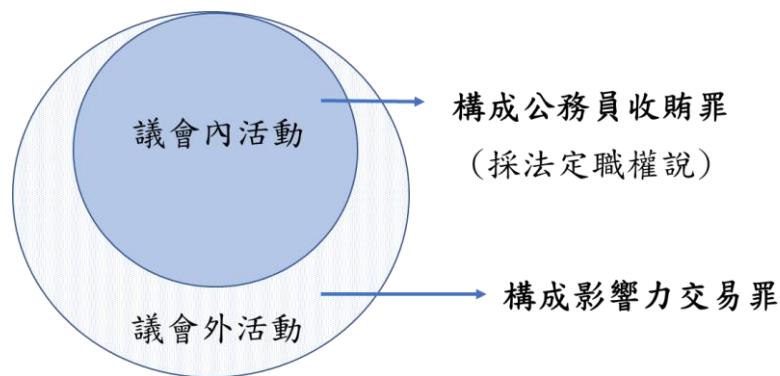 議會內活動
構成公務員收賄罪
（採法定職權說）
議會外活動
構成影響力交易罪